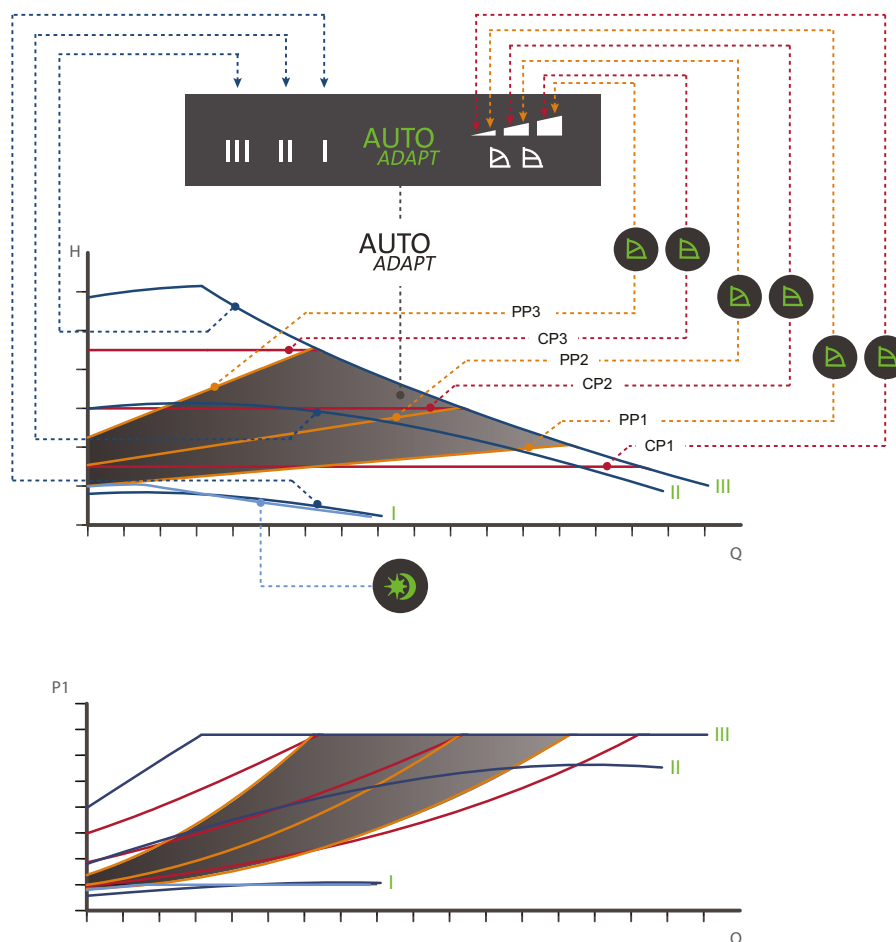 III II I AUTO
ADAPT
AUTO
ADAPT
H
PP3
CP3
PP2
CP2
PP1
CP1
III
II
I
Q
P1
III
II
I
Q